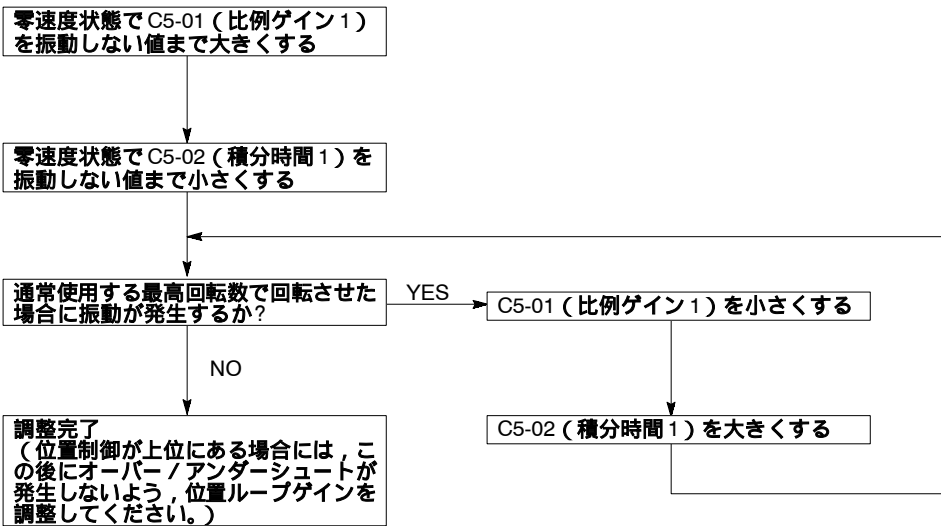 零速度状態で C5-01 ( 比例ゲイン 1 )
を振動しない値まで大きくする
零速度状態で C5-02 ( 積分時間 1 ) を
振動しない値まで小さくする
通常使用する最高回転数で回転させた
場合に振動が発生するか?
YES
C5-01 ( 比例ゲイン 1 ) を小さくする
NO
C5-02 ( 積分時間 1 ) を大きくする
調整完了
( 位置制御が上位にある場合には , こ
の後にオーバー / アンダーシュートが
発生しないよう , 位置ループゲインを
調整してください。)